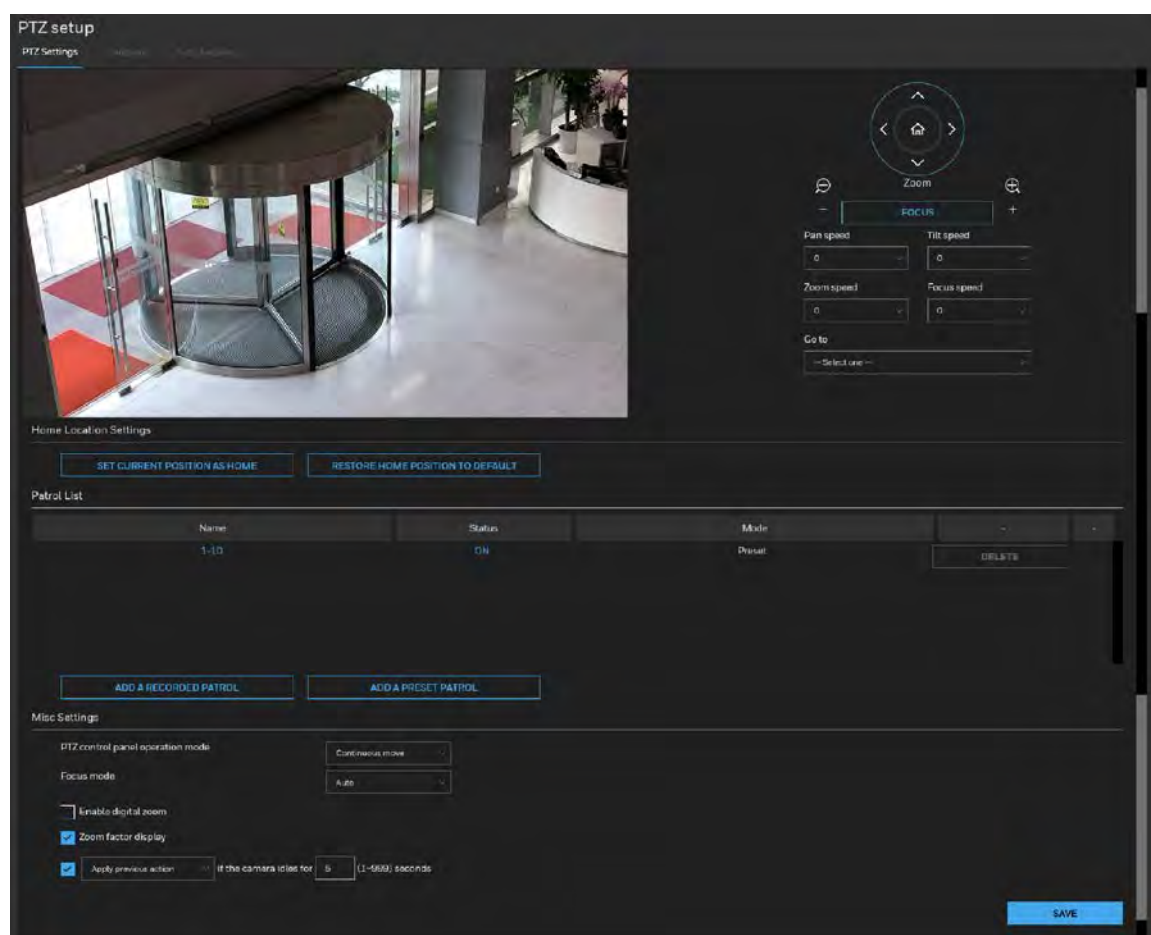 PTZ setup
PTZ Settings
Zoom
- FOCUS +
Pan speed Tilt speed
0 0
Zoom speed Focus speed
0 0
Go to
-- Select one --
Home Location Settings
SET CURRENT POSITION AS HOME RESTORE HOME POSITION TO DEFAULT
Patrol List
Name Status Mode - -
1-10 ON Preset DELETE
ADD A RECORDED PATROL ADD A PRESET PATROL
Misc Settings
PTZ control panel operation mode Continuous move
Focus mode Auto
Enable digital zoom
Zoom factor display
Apply previous action if the camera idles for 5 (1~999) seconds
SAVE